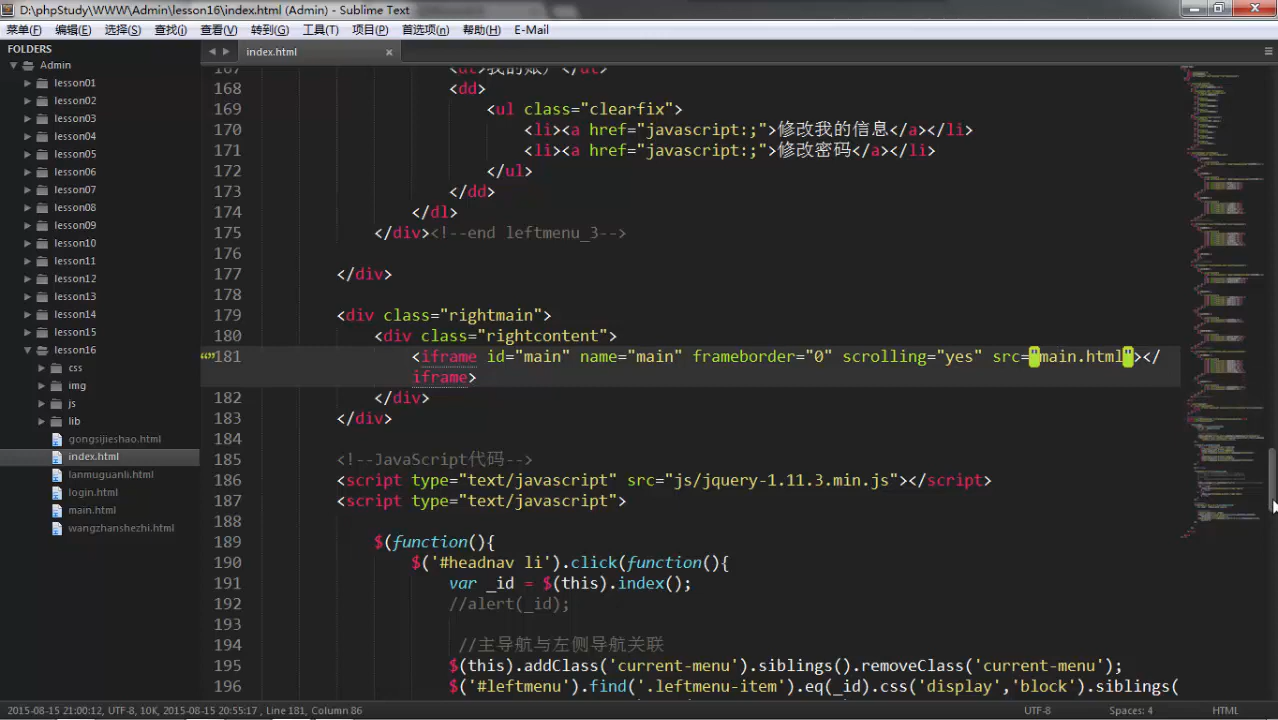 D:\phpStudy\WWW\Admin\lesson16\index.html (Admin) - Sublime Text
菜单(F) 编辑(E) 选择(S) 查找(I) 查看(V) 转到(G) 工具(T) 项目(P) 首选项(n) 帮助(H) E-Mail
FOLDERS
Admin
lesson01
lesson02
lesson03
lesson04
lesson05
lesson06
lesson07
lesson08
lesson09
lesson10
lesson11
lesson12
lesson13
lesson14
lesson15
lesson16
css
img
js
lib
gongsijieshao.html
index.html
lanmuguanli.html
login.html
main.html
wangzhanshezhi.html
index.html
168 <dd>
169 <ul class="clearfix">
170 <li><a href="javascript:;">修改我的信息</a></li>
171 <li><a href="javascript:;">修改密码</a></li>
172 </ul>
173 </dd>
174 </dl>
175 </div><!--end leftmenu_3-->
176
177 </div>
178
179 <div class="rightmain">
180 <div class="rightcontent">
181 <iframe id="main" name="main" frameborder="0" scrolling="yes" src="main.html"></
iframe>
182 </div>
183 </div>
184
185 <!--JavaScript代码-->
186 <script type="text/javascript" src="js/jquery-1.11.3.min.js"></script>
187 <script type="text/javascript">
188
189 $(function(){
190 $('#headnav li').click(function(){
191 var _id = $(this).index();
192 //alert(_id);
193
194 //主导航与左侧导航关联
195 $(this).addClass('current-menu').siblings().removeClass('current-menu');
196 $('#leftmenu').find('.leftmenu-item').eq(_id).css('display','block').siblings(
2015-08-15 21:00:12, UTF-8, 10K, 2015-08-15 20:55:17 , Line 181, Column 86
UTF-8
Spaces: 4
HTML